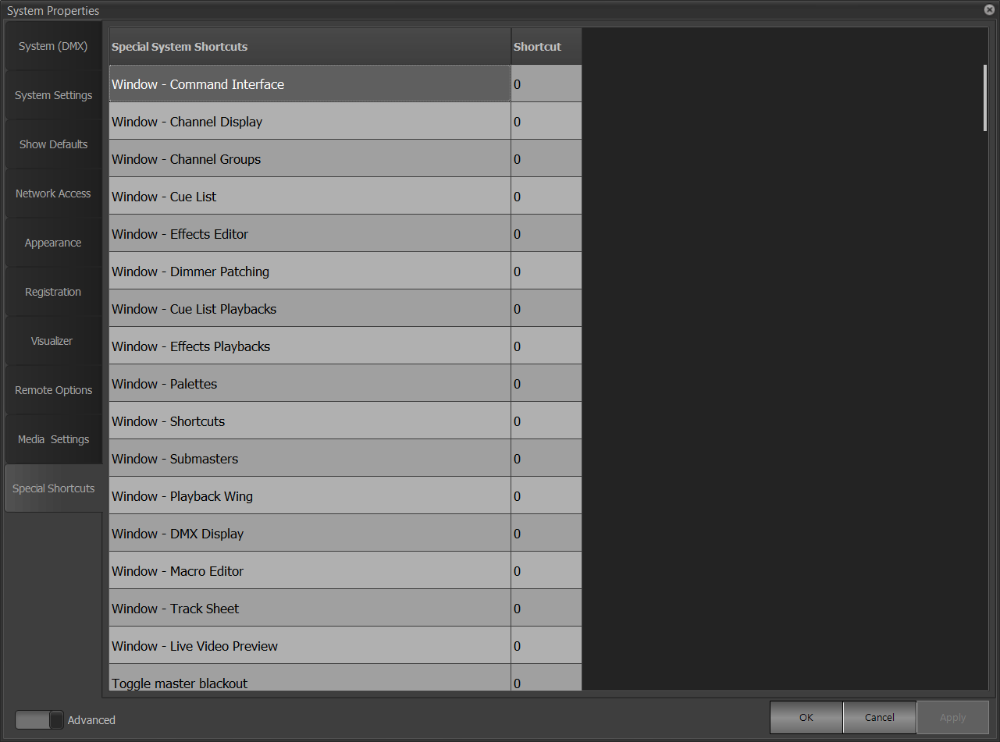 System Properties
System (DMX)
System Settings
Show Defaults
Network Access
Appearance
Registration
Visualizer
Remote Options
Media  Settings
Special Shortcuts
Special System Shortcuts Shortcut
Window - Command Interface 0
Window - Channel Display 0
Window - Channel Groups 0
Window - Cue List 0
Window - Effects Editor 0
Window - Dimmer Patching 0
Window - Cue List Playbacks 0
Window - Effects Playbacks 0
Window - Palettes 0
Window - Shortcuts 0
Window - Submasters 0
Window - Playback Wing 0
Window - DMX Display 0
Window - Macro Editor 0
Window - Track Sheet 0
Window - Live Video Preview 0
Toggle master blackout 0
Advanced
OK Cancel Apply